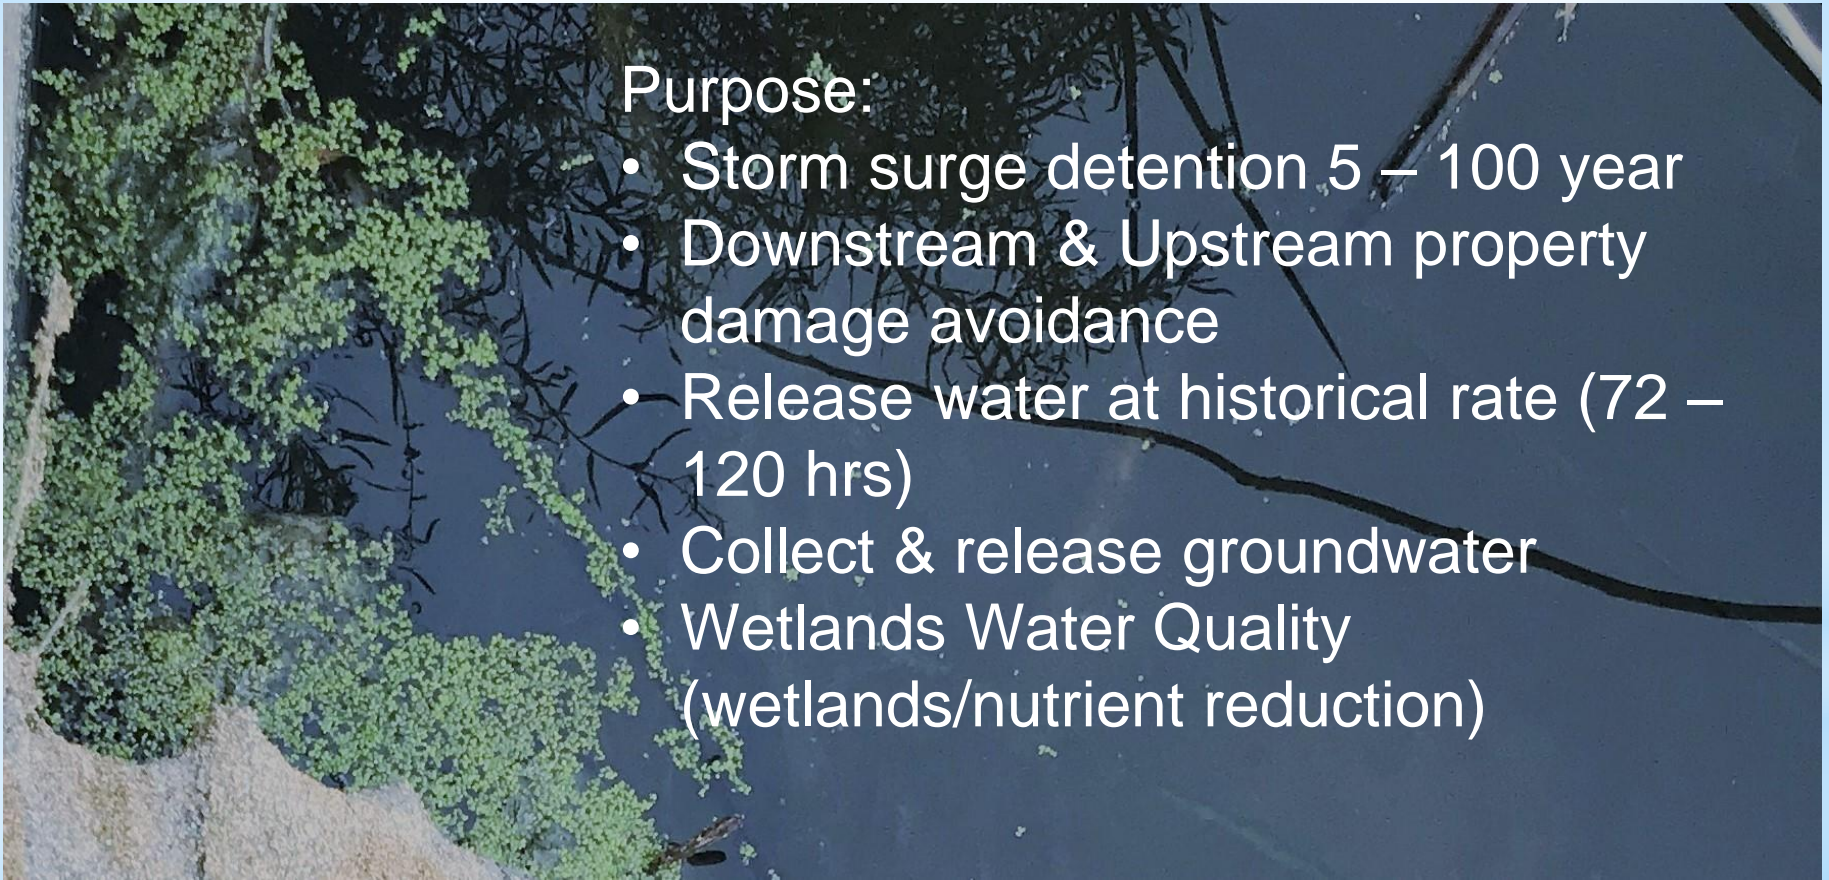 Purpose:
• Storm surge detention 5 – 100 year
• Downstream & Upstream property
damage avoidance
• Release water at historical rate (72 –
120 hrs)
• Collect & release groundwater
• Wetlands Water Quality
(wetlands/nutrient reduction)